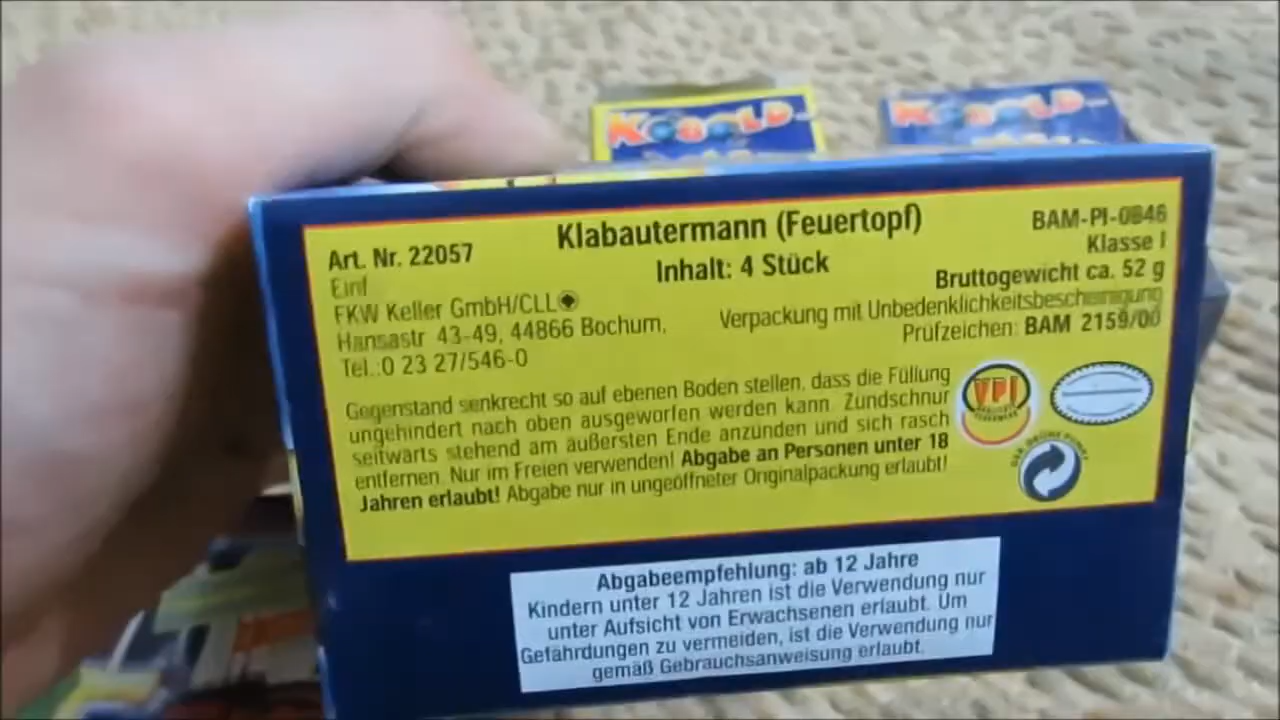 KOBOLD
KOBOLD
Klabautermann (Feuertopf)
Inhalt: 4 Stück
Art. Nr. 22057
Einf
FKW Keller GmbH/CLL
Hansastr 43-49, 44866 Bochum,
Tel.:0 23 27/546-0
BAM-PI-0846
Klasse I
Bruttogewicht ca. 52 g
Verpackung mit Unbedenklichkeitsbescheinigung
Prüfzeichen: BAM 2159/00
Gegenstand senkrecht so auf ebenen Boden stellen, dass die Füllung
ungehindert nach oben ausgeworfen werden kann. Zündschnur
seitwärts stehend am äußersten Ende anzünden und sich rasch
entfernen. Nur im Freien verwenden! Abgabe an Personen unter 18
Jahren erlaubt! Abgabe nur in ungeöffneter Originalpackung erlaubt!
VPI
DER GRÜNE PUNKT
Abgabeempfehlung: ab 12 Jahre
Kindern unter 12 Jahren ist die Verwendung nur
unter Aufsicht von Erwachsenen erlaubt. Um
Gefährdungen zu vermeiden, ist die Verwendung nur
gemäß Gebrauchsanweisung erlaubt.